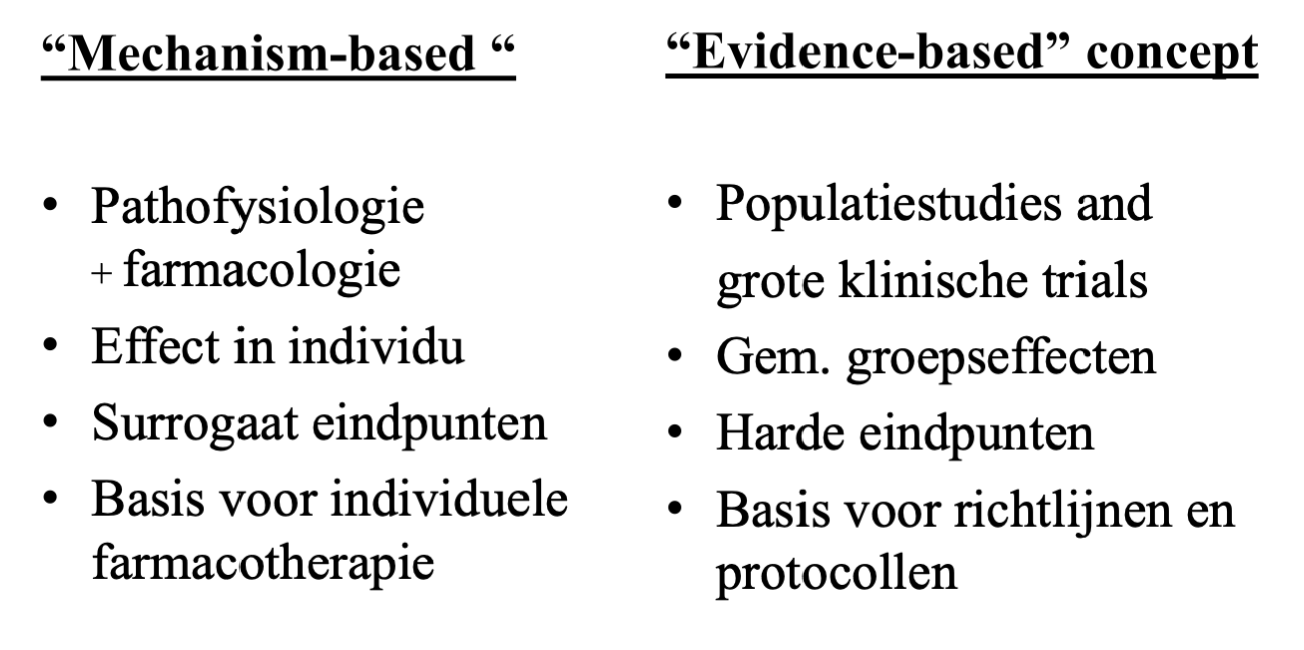 “Mechanism-based “
• Pathofysiologie
+ farmacologie
• Effect in individu
• Surrogaat eindpunten
• Basis voor individuele
farmacotherapie
“Evidence-based” concept
• Populatiestudies and
grote klinische trials
• Gem. groepseffecten
• Harde eindpunten
• Basis voor richtlijnen en
protocollen